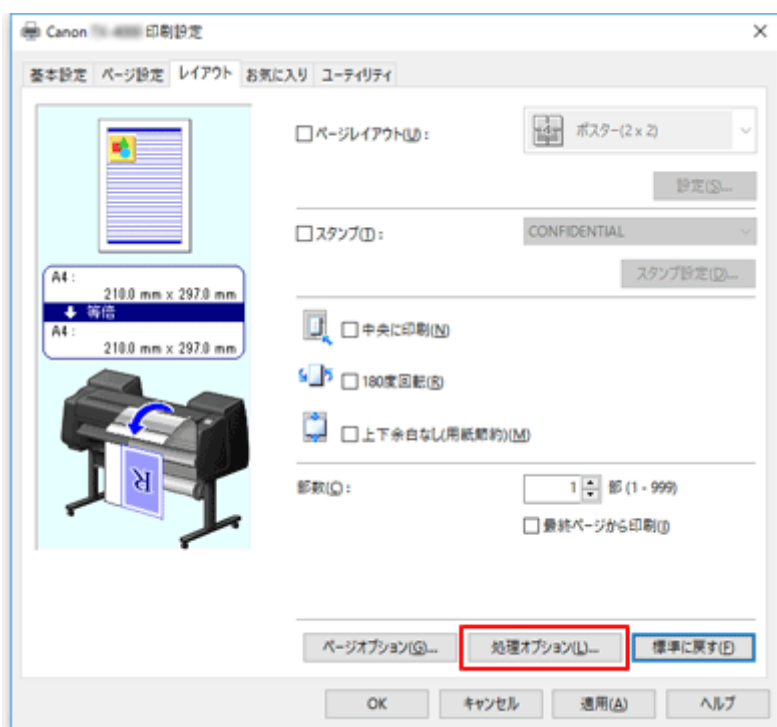 Canon 印刷設定
基本設定 ページ設定 レイアウト お気に入り ユーティリティ
ページレイアウト(U):
ポスター(2 x 2)
設定(S)...
スタンプ(T):
CONFIDENTIAL
スタンプ設定(D)...
A4 :
210.0 mm x 297.0 mm
等倍
A4 :
210.0 mm x 297.0 mm
中央に印刷(N)
180度回転(R)
上下余白なし(用紙節約)(M)
R
部数(C):
1 部 (1 - 999)
最終ページから印刷(I)
ページオプション(G)... 処理オプション(L)... 標準に戻す(F)
OK キャンセル 適用(A) ヘルプ